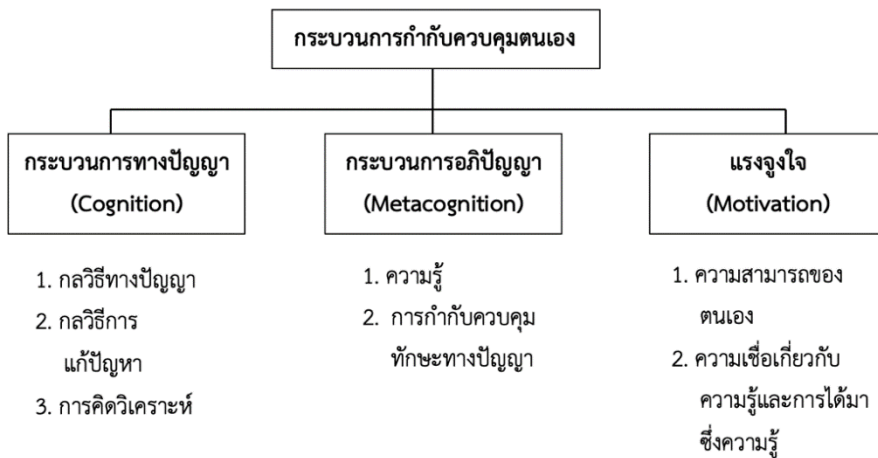 กระบวนการกำกับควบคุมตนเอง
กระบวนการทางปัญญา
(Cognition)
กระบวนการอภิปัญญา
(Metacognition)
แรงจูงใจ
(Motivation)
1. กลวิธีทางปัญญา
2. กลวิธีการ
แก้ปัญหา
3. การคิดวิเคราะห์
1. ความรู้
2. การกำกับควบคุม
ทักษะทางปัญญา
1. ความสามารถของ
ตนเอง
2. ความเชื่อเกี่ยวกับ
ความรู้และการได้มา
ซึ่งความรู้